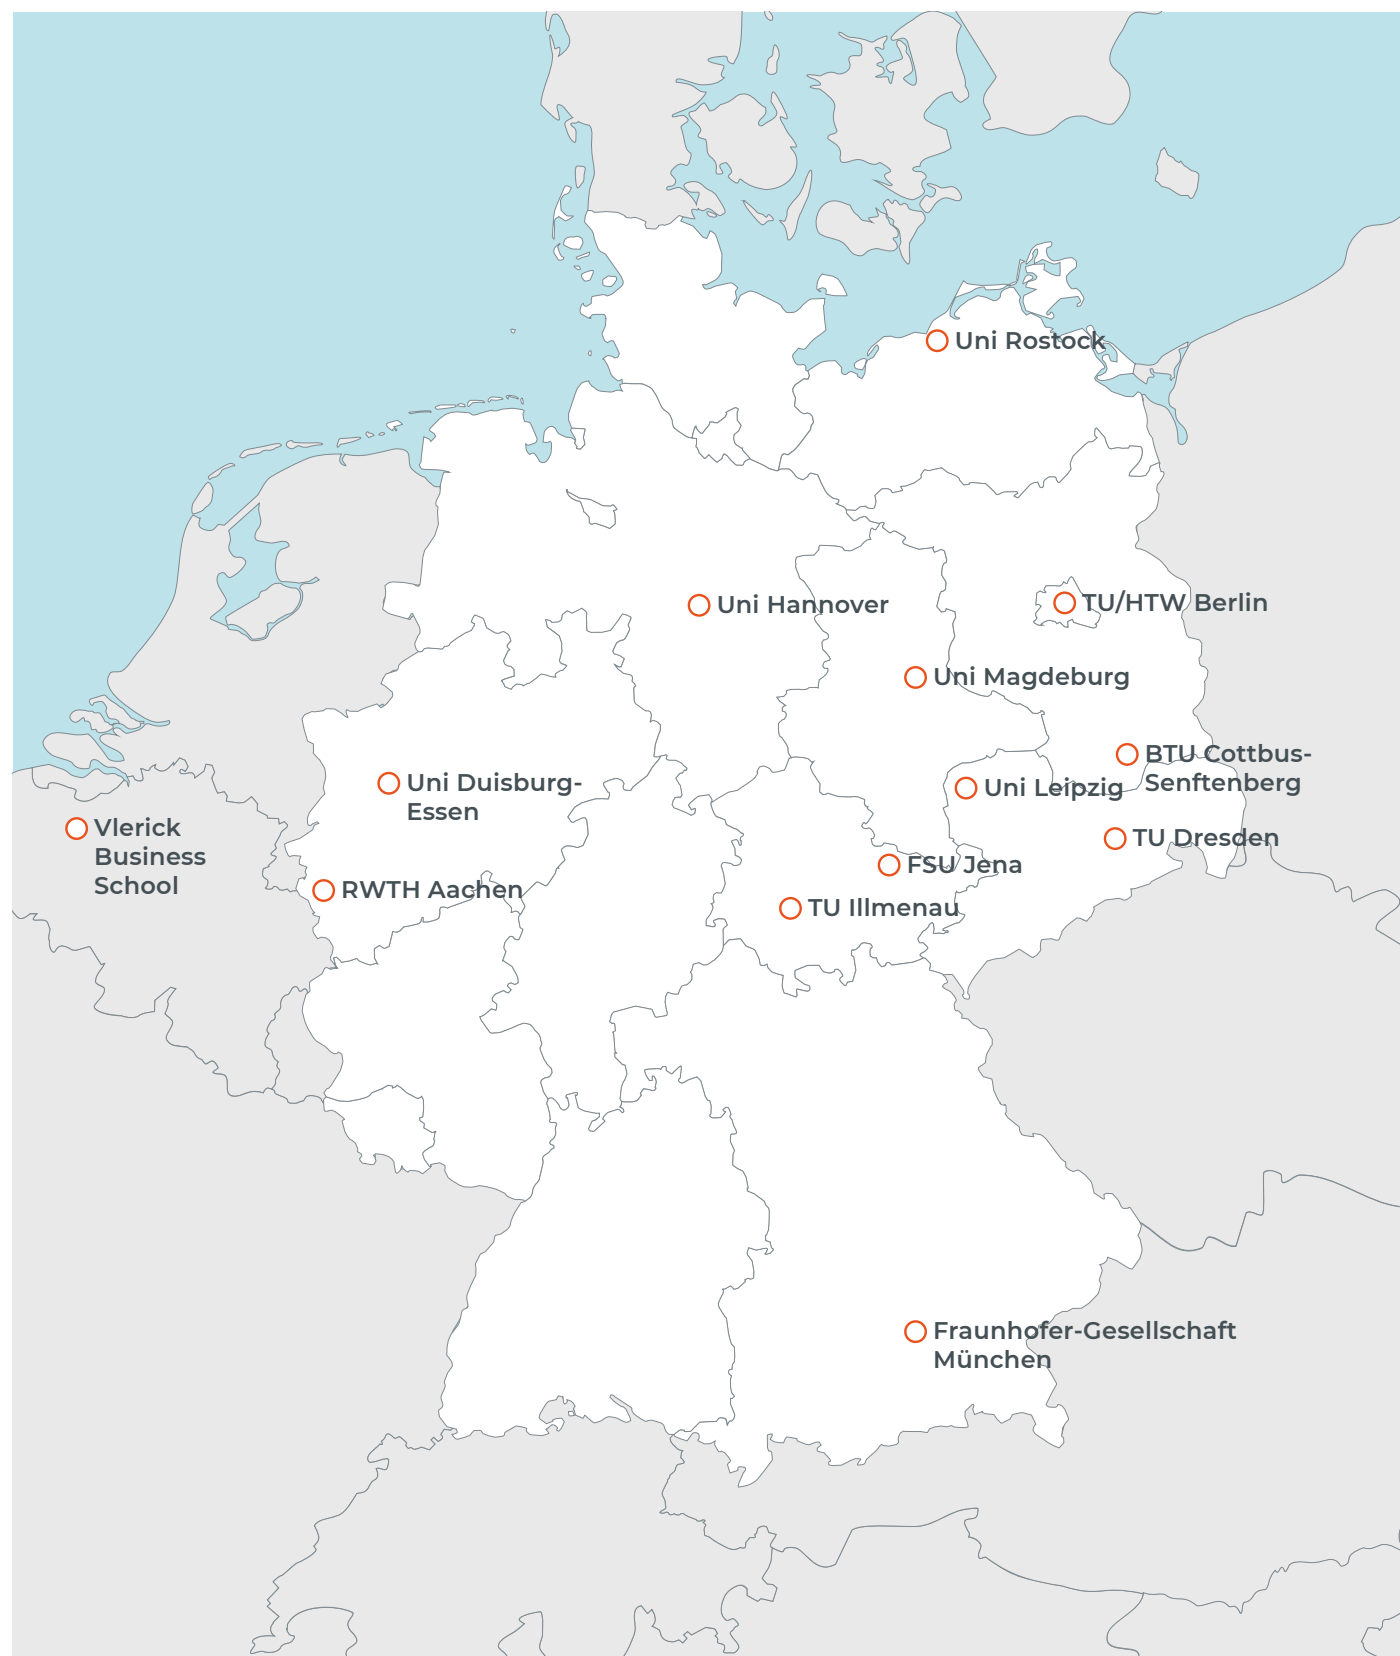 Uni Rostock
Uni Hannover
TU/HTW Berlin
Uni Magdeburg
BTU Cottbus-
Senftenberg
Uni Duisburg-
Essen
Uni Leipzig
Vlerick
Business
School
TU Dresden
FSU Jena
RWTH Aachen
TU Illmenau
Fraunhofer-Gesellschaft
München